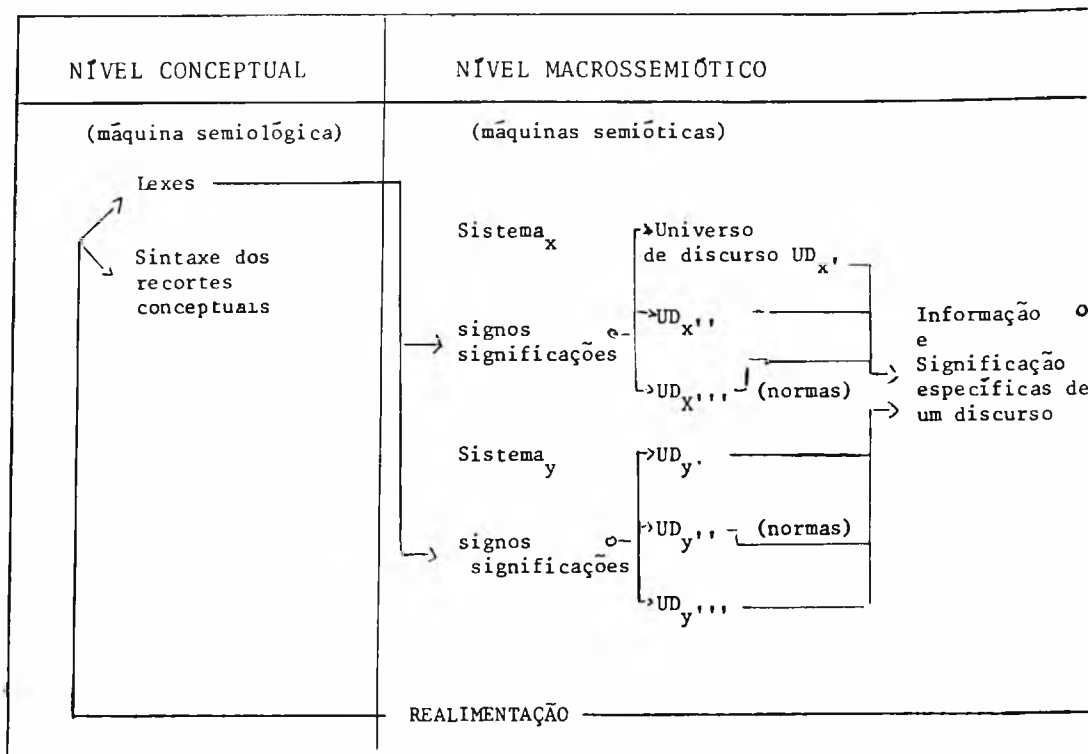 NÍVEL CONCEPTUAL
NÍVEL MACROSSEMIÓTICO
(máquina semiológica)
(máquinas semióticas)
Lexes
Sintaxe dos
recortes
conceptuais
Sistema x
Universo
de discurso UD x'
UD x''
signos
significações
UD X''' (normas)
Sistema y
UD y'
UD y'' (normas)
signos
significações
UD y'''
Informação
e
Significação
específicas de
um discurso
REALIMENTAÇÃO